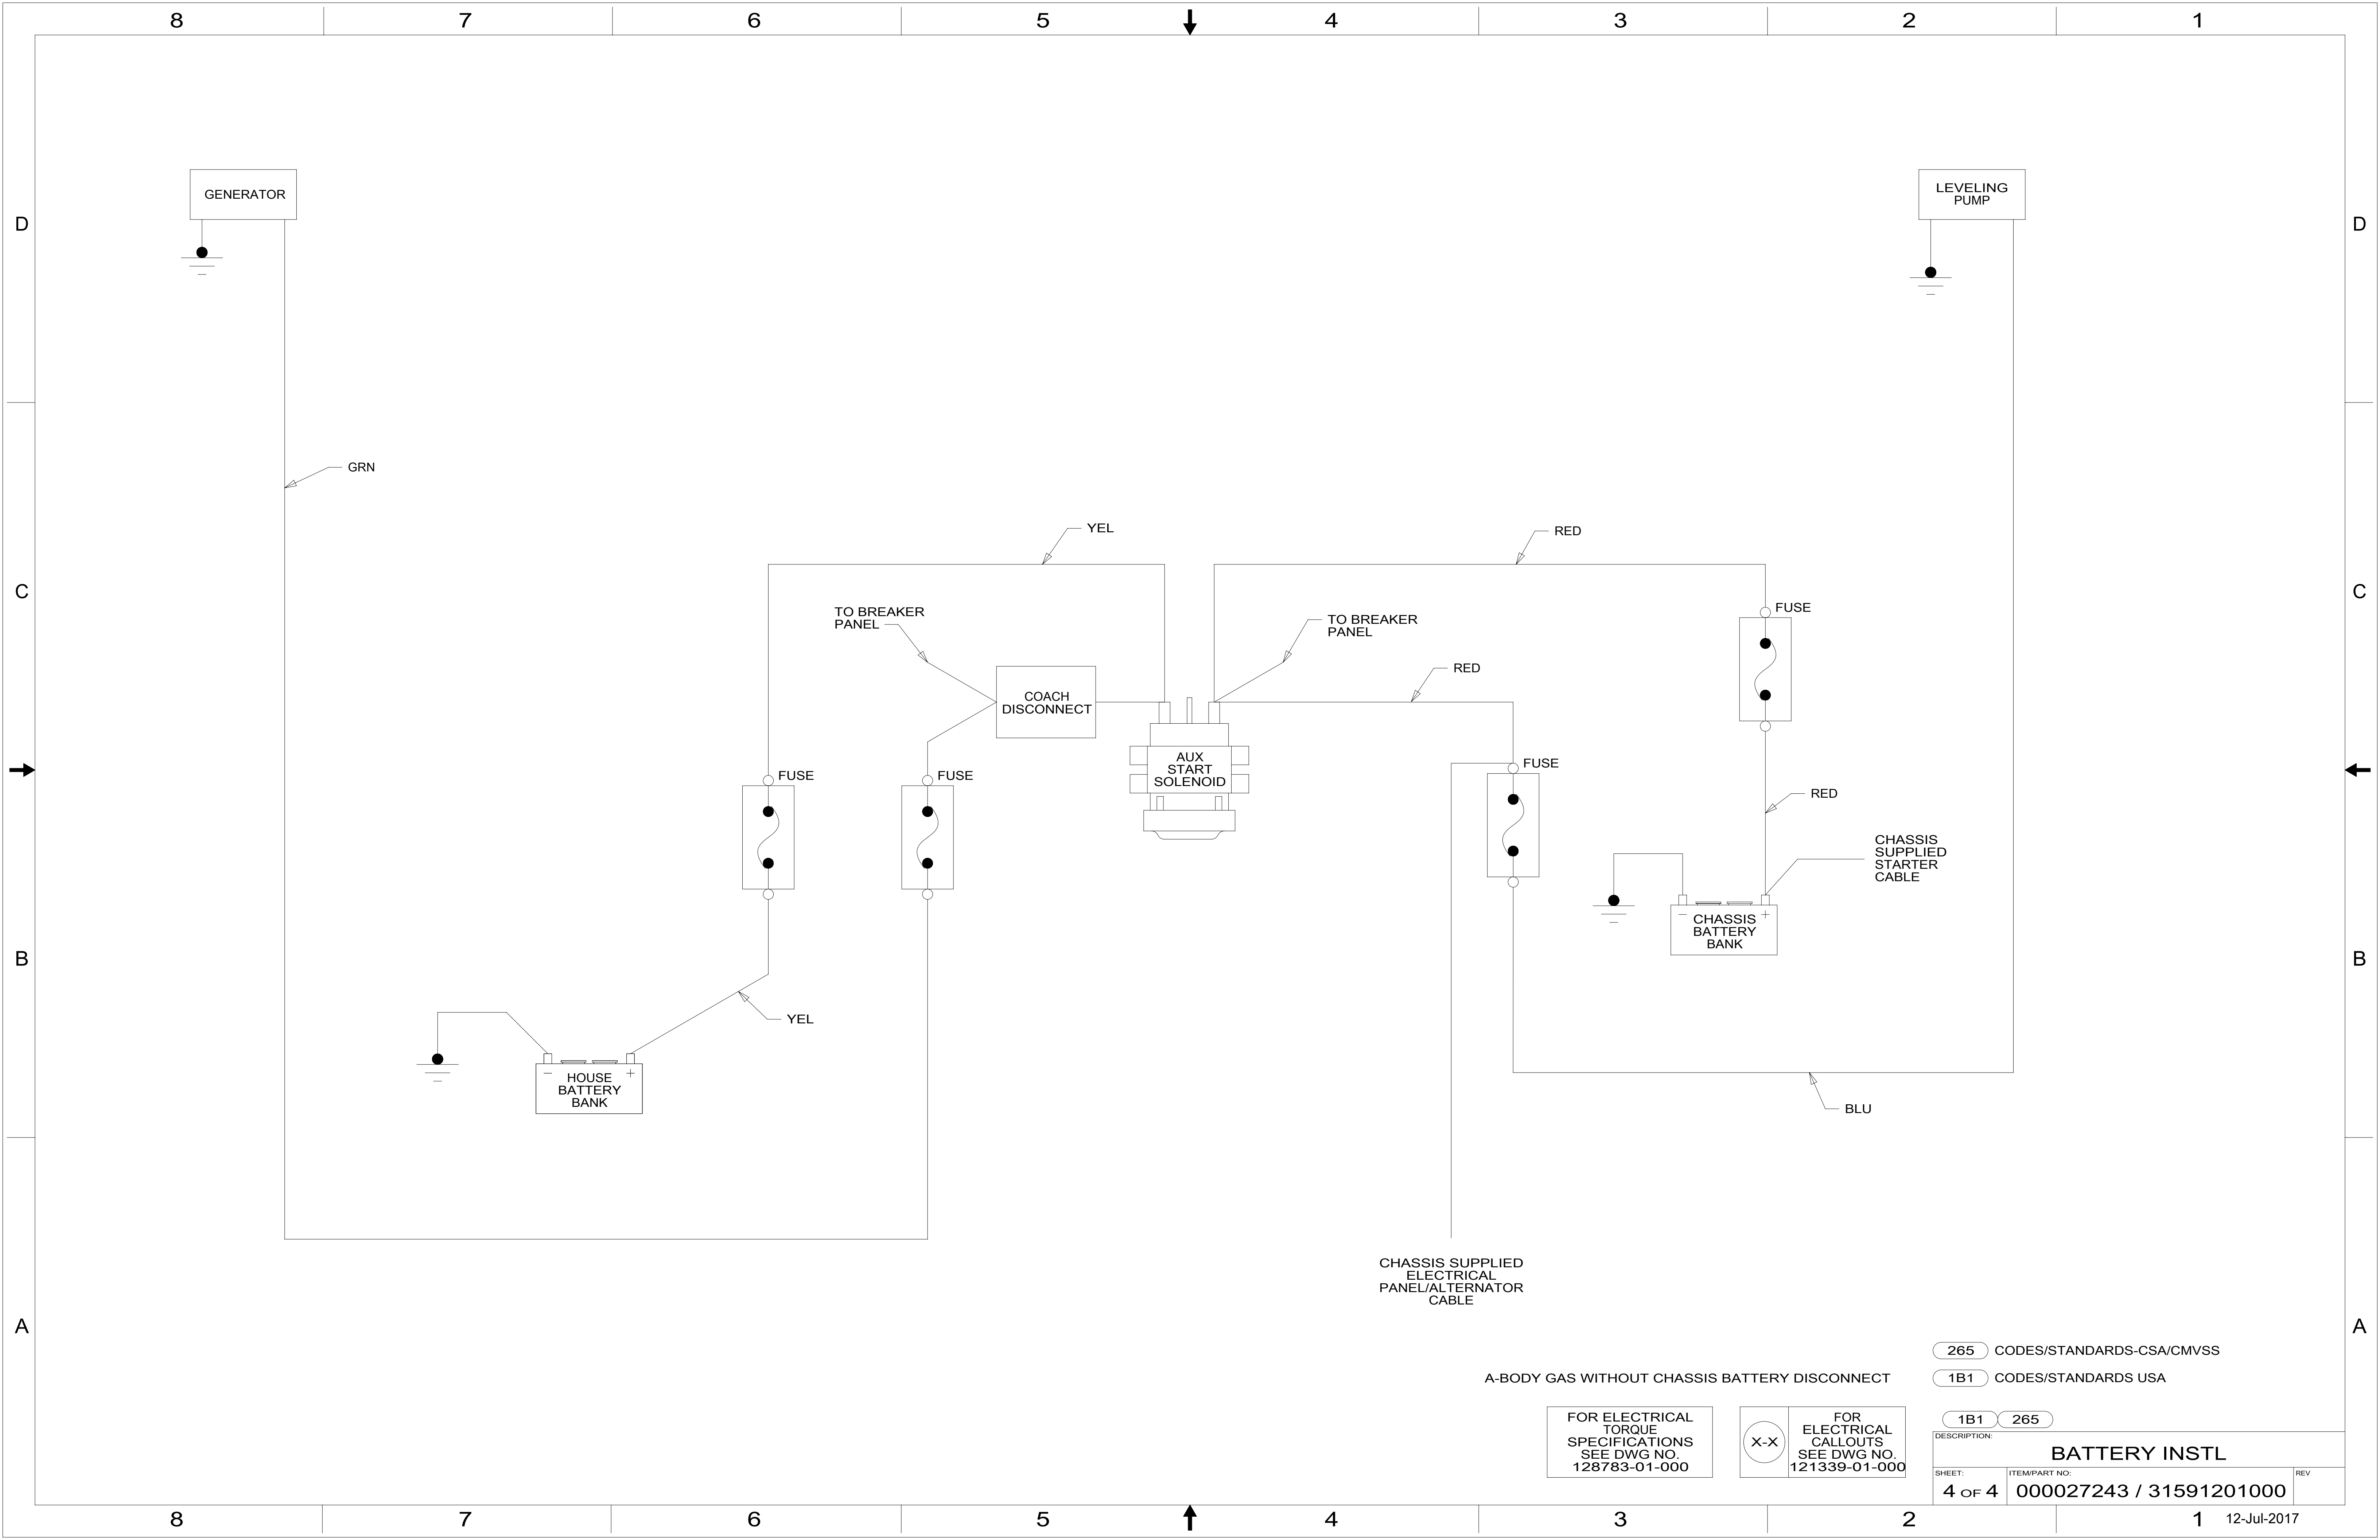 8 7 6 5 4 3 2 1
GENERATOR
LEVELING
PUMP
D
D
GRN
YEL
RED
C
C
TO BREAKER
PANEL
TO BREAKER
PANEL
FUSE
RED
COACH
DISCONNECT
AUX
START
SOLENOID
FUSE
FUSE
FUSE
RED
CHASSIS
SUPPLIED
STARTER
CABLE
− CHASSIS +
BATTERY
BANK
B
B
YEL
− HOUSE +
BATTERY
BANK
BLU
CHASSIS SUPPLIED
ELECTRICAL
PANEL/ALTERNATOR
CABLE
A
A
265 CODES/STANDARDS-CSA/CMVSS
A-BODY GAS WITHOUT CHASSIS BATTERY DISCONNECT
1B1 CODES/STANDARDS USA
FOR ELECTRICAL
TORQUE
SPECIFICATIONS
SEE DWG NO.
128783-01-000
X-X
FOR
ELECTRICAL
CALLOUTS
SEE DWG NO.
121339-01-000
1B1 265
DESCRIPTION:
BATTERY INSTL
SHEET:
4 OF 4
ITEM/PART NO:
000027243 / 31591201000
REV
8 7 6 5 4 3 2 1
12-Jul-2017